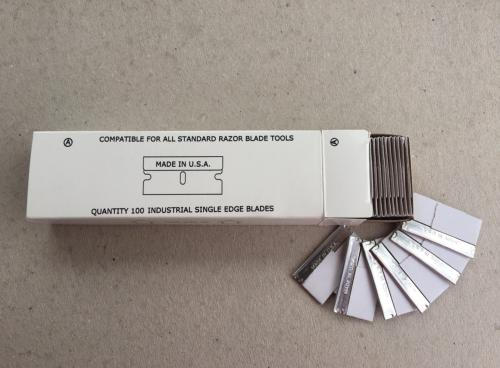 Ⓐ COMPATIBLE FOR ALL STANDARD RAZOR BLADE TOOLS
MADE IN U.S.A.
QUANTITY 100 INDUSTRIAL SINGLE EDGE BLADES